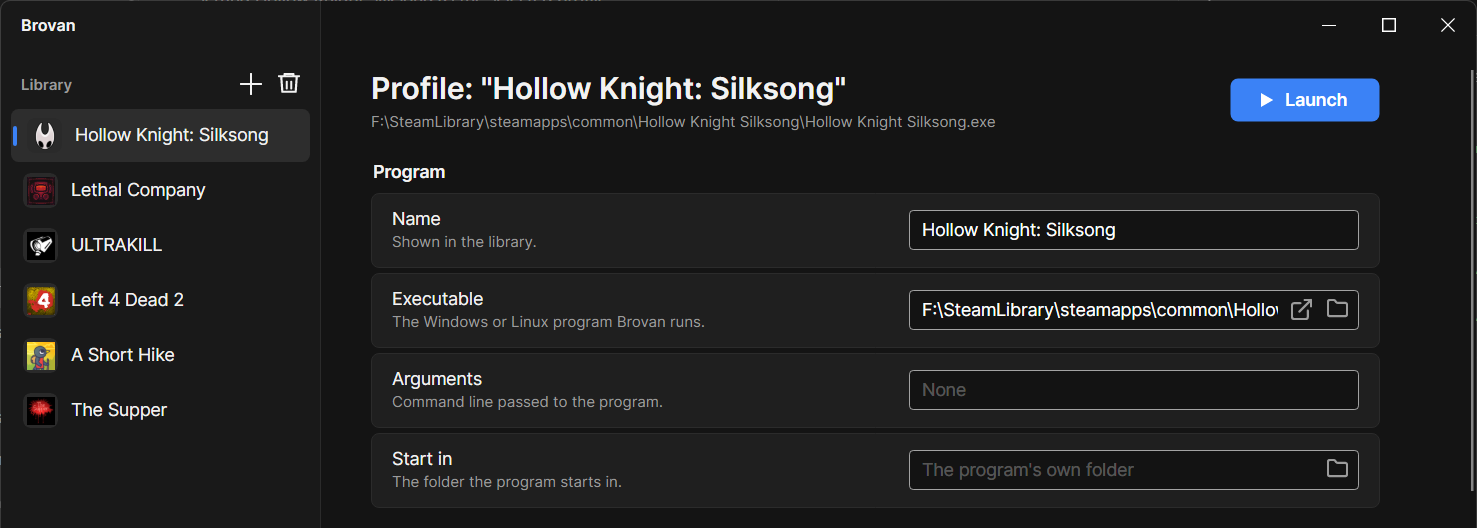 Brovan
Library
Hollow Knight: Silksong
Lethal Company
ULTRAKILL
Left 4 Dead 2
A Short Hike
The Supper
Profile: "Hollow Knight: Silksong"
F:\SteamLibrary\steamapps\common\Hollow Knight Silksong\Hollow Knight Silksong.exe
Launch
Program
Name
Shown in the library.
Hollow Knight: Silksong
Executable
The Windows or Linux program Brovan runs.
F:\SteamLibrary\steamapps\common\Hollow
Arguments
Command line passed to the program.
None
Start in
The folder the program starts in.
The program's own folder